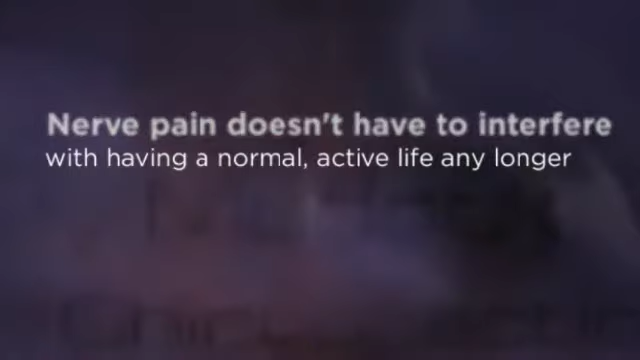 Nerve pain doesn't have to interfere
with having a normal, active life any longer